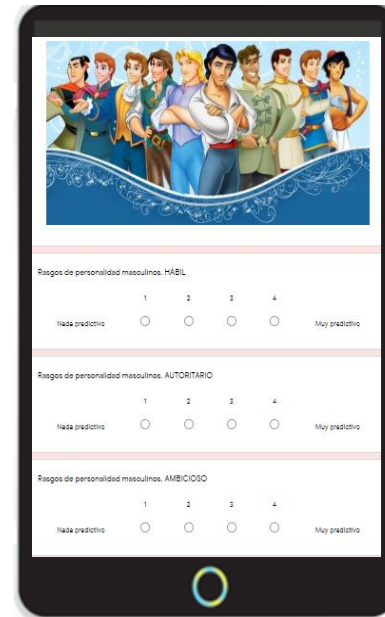 Rasgos de personalidad masculinos. HÁBIL
1 2 3 4
Nada predictivo Muy predictivo
Rasgos de personalidad masculinos. AUTORITARIO
1 2 3 4
Nada predictivo Muy predictivo
Rasgos de personalidad masculinos. AMBICIOSO
1 2 3 4
Nada predictivo Muy predictivo